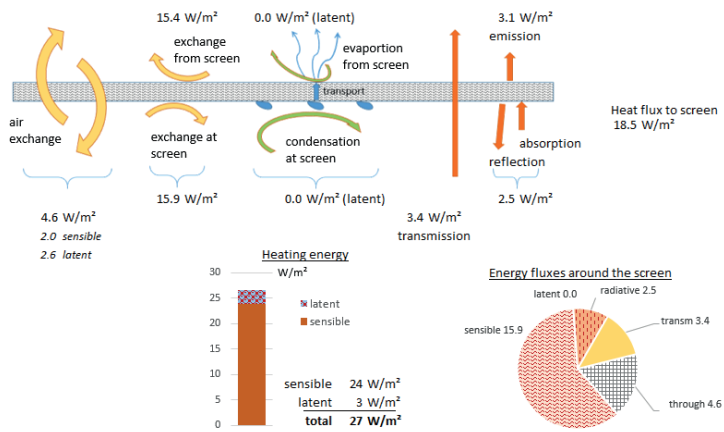 15.4 W/m²
0.0 W/m² (latent)
3.1 W/m²
emission
exchange
from screen
evaportion
from screen
transport
air
exchange
exchange at
screen
condensation
at screen
absorption
reflection
Heat flux to screen
18.5 W/m²
15.9 W/m²
0.0 W/m² (latent)
2.5 W/m²
4.6 W/m²
2.0 sensible
2.6 latent
3.4 W/m²
transmission
Heating energy
W/m²
30
25
20
15
10
5
0
latent
sensible
sensible 24 W/m²
latent 3 W/m²
total 27 W/m²
Energy fluxes around the screen
latent 0.0
radiative 2.5
sensible 15.9
transm 3.4
through 4.6